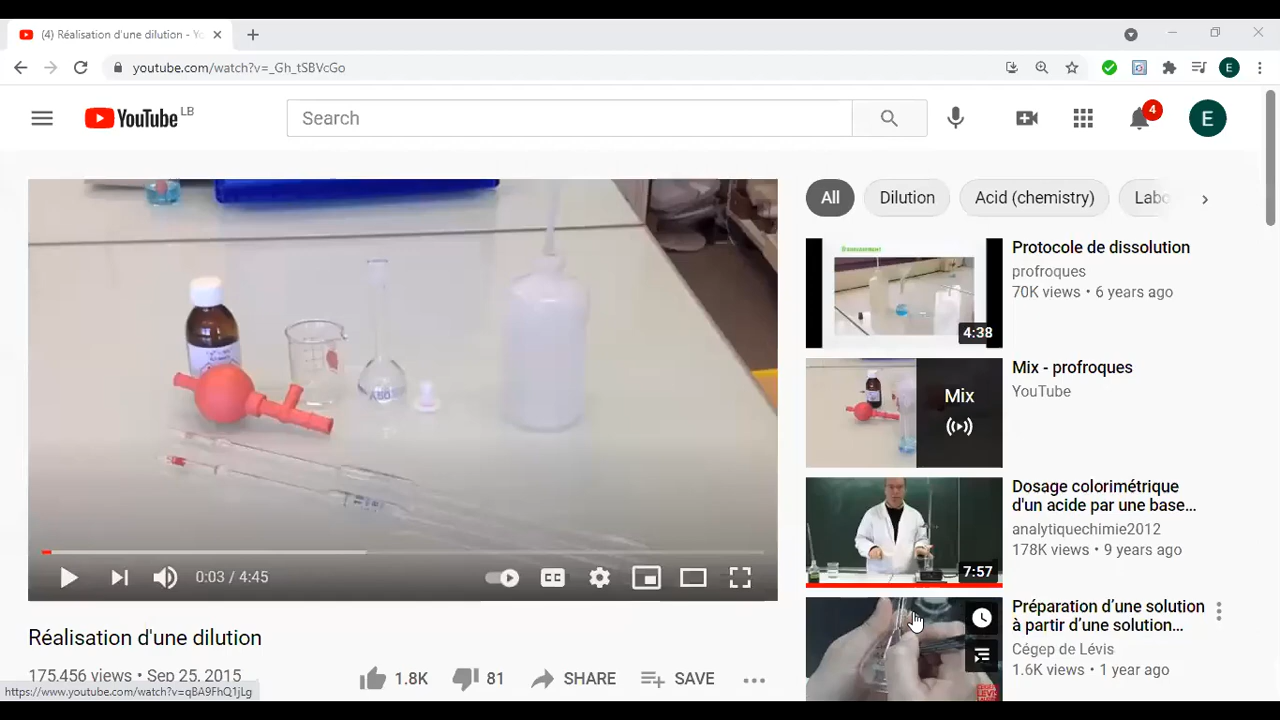 (4) Réalisation d'une dilution - Yo
youtube.com/watch?v=_Gh_tSBVcGo
E
YouTube LB
Search
4
E
All
Dilution
Acid (chemistry)
Labo
Protocole de dissolution
profroques
70K views • 6 years ago
4:38
Mix - profroques
YouTube
Mix
Dosage colorimétrique
d'un acide par une base...
analytiquechimie2012
178K views • 9 years ago
7:57
Préparation d’une solution
à partir d’une solution...
Cégep de Lévis
1.6K views • 1 year ago
0:03 / 4:45
CC
Réalisation d'une dilution
175,456 views • Sep 25, 2015
1.8K
81
SHARE
SAVE
https://www.youtube.com/watch?v=qBA9FhQ1jLg